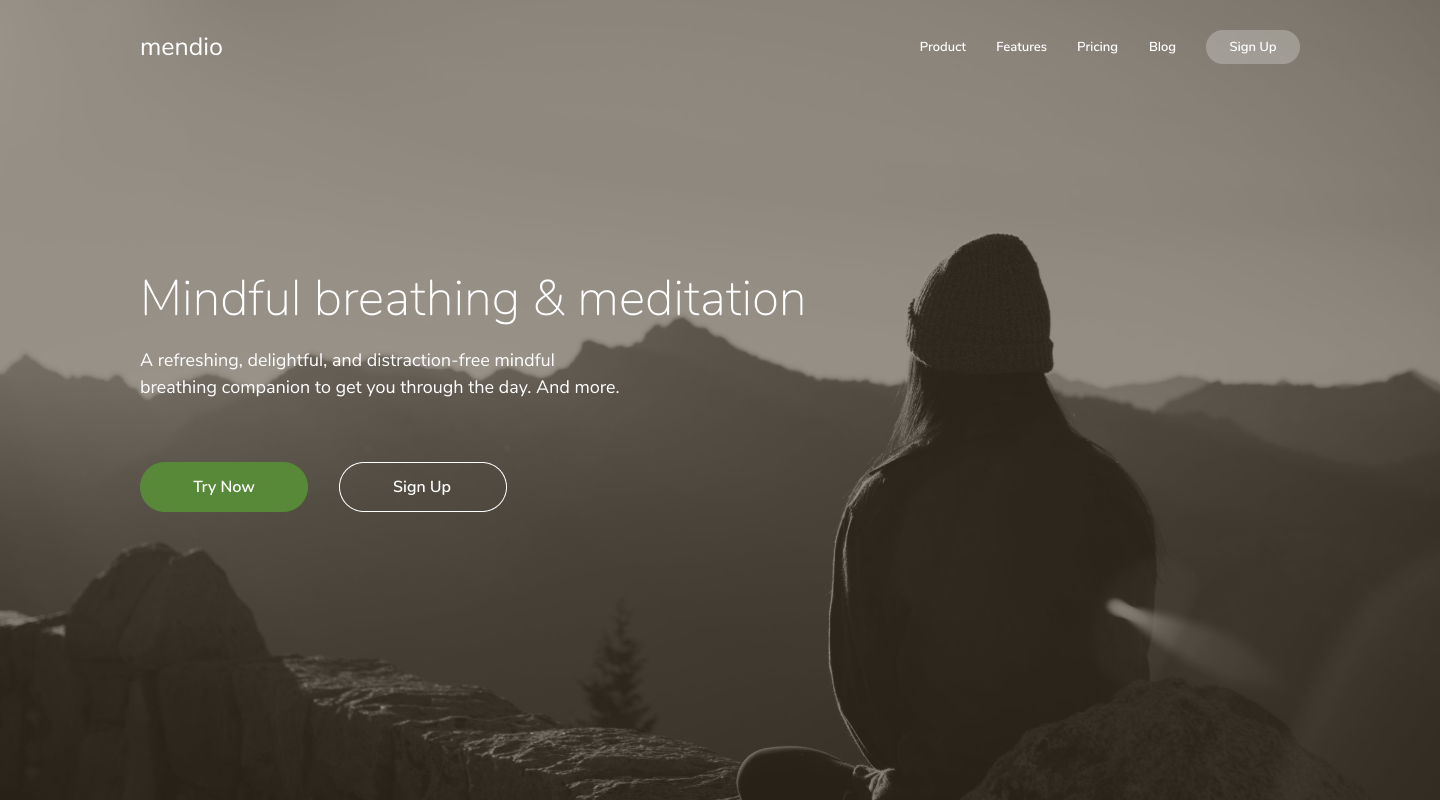 mendio
Product
Features
Pricing
Blog
Sign Up
Mindful breathing & meditation
A refreshing, delightful, and distraction-free mindful
breathing companion to get you through the day. And more.
Try Now
Sign Up